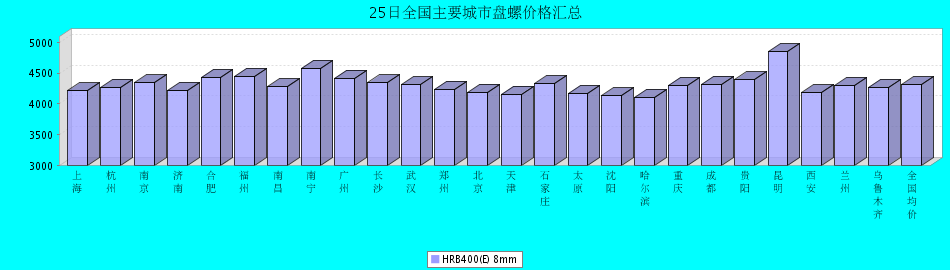 25日全国主要城市盘螺价格汇总
5000
4500
4000
3500
3000
上海
杭州
南京
济南
合肥
福州
南昌
南宁
广州
长沙
武汉
郑州
北京
天津
石家庄
太原
沈阳
哈尔滨
重庆
成都
贵阳
昆明
西安
兰州
乌鲁木齐
全国均价
HRB400(E) 8mm